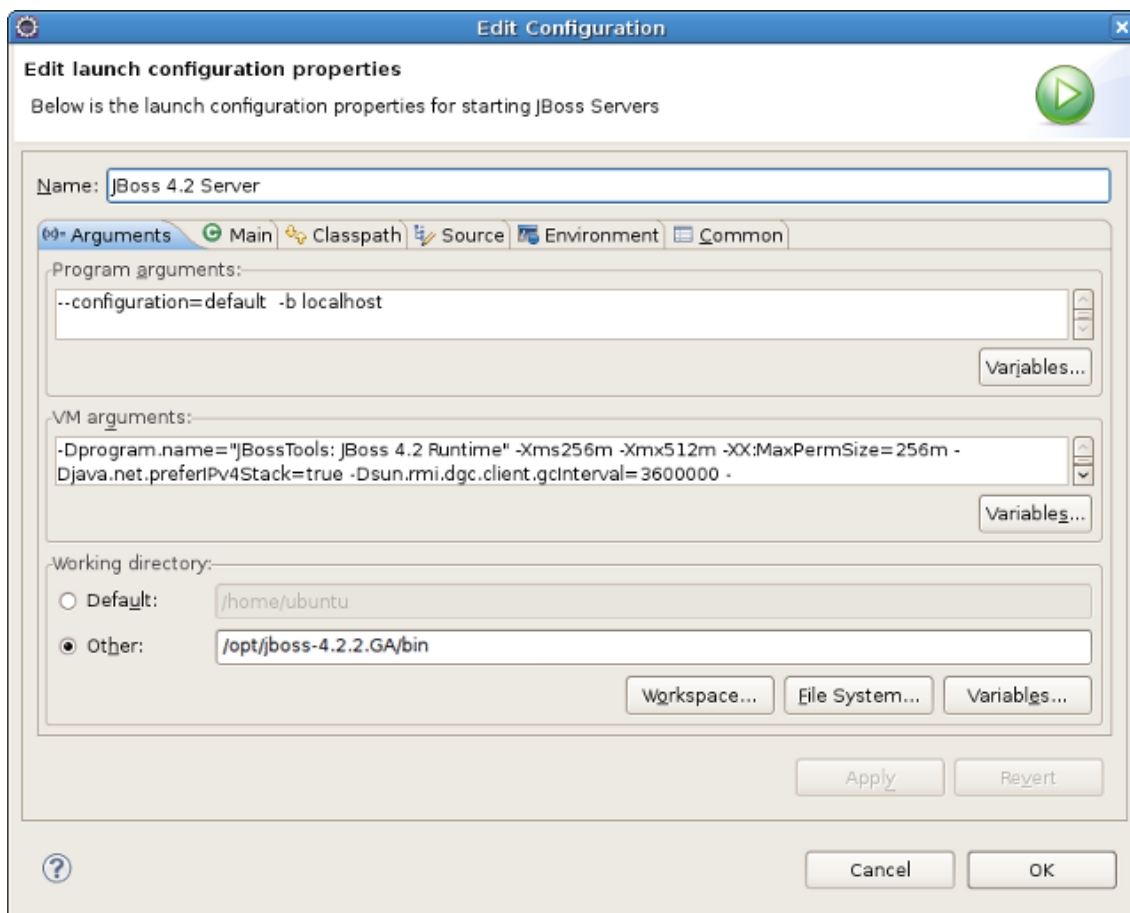 Edit Configuration
Edit launch configuration properties
Below is the launch configuration properties for starting JBoss Servers
Name: JBoss 4.2 Server
Arguments Main Classpath Source Environment Common
Program arguments:
--configuration=default  -b localhost
Variables...
VM arguments:
-Dprogram.name="JBossTools: JBoss 4.2 Runtime" -Xms256m -Xmx512m -XX:MaxPermSize=256m -
Djava.net.preferIPv4Stack=true -Dsun.rmi.dgc.client.gcInterval=3600000 -
Variables...
Working directory:
Default: /home/ubuntu
Other: /opt/jboss-4.2.2.GA/bin
Workspace... File System... Variables...
Apply Revert
Cancel OK